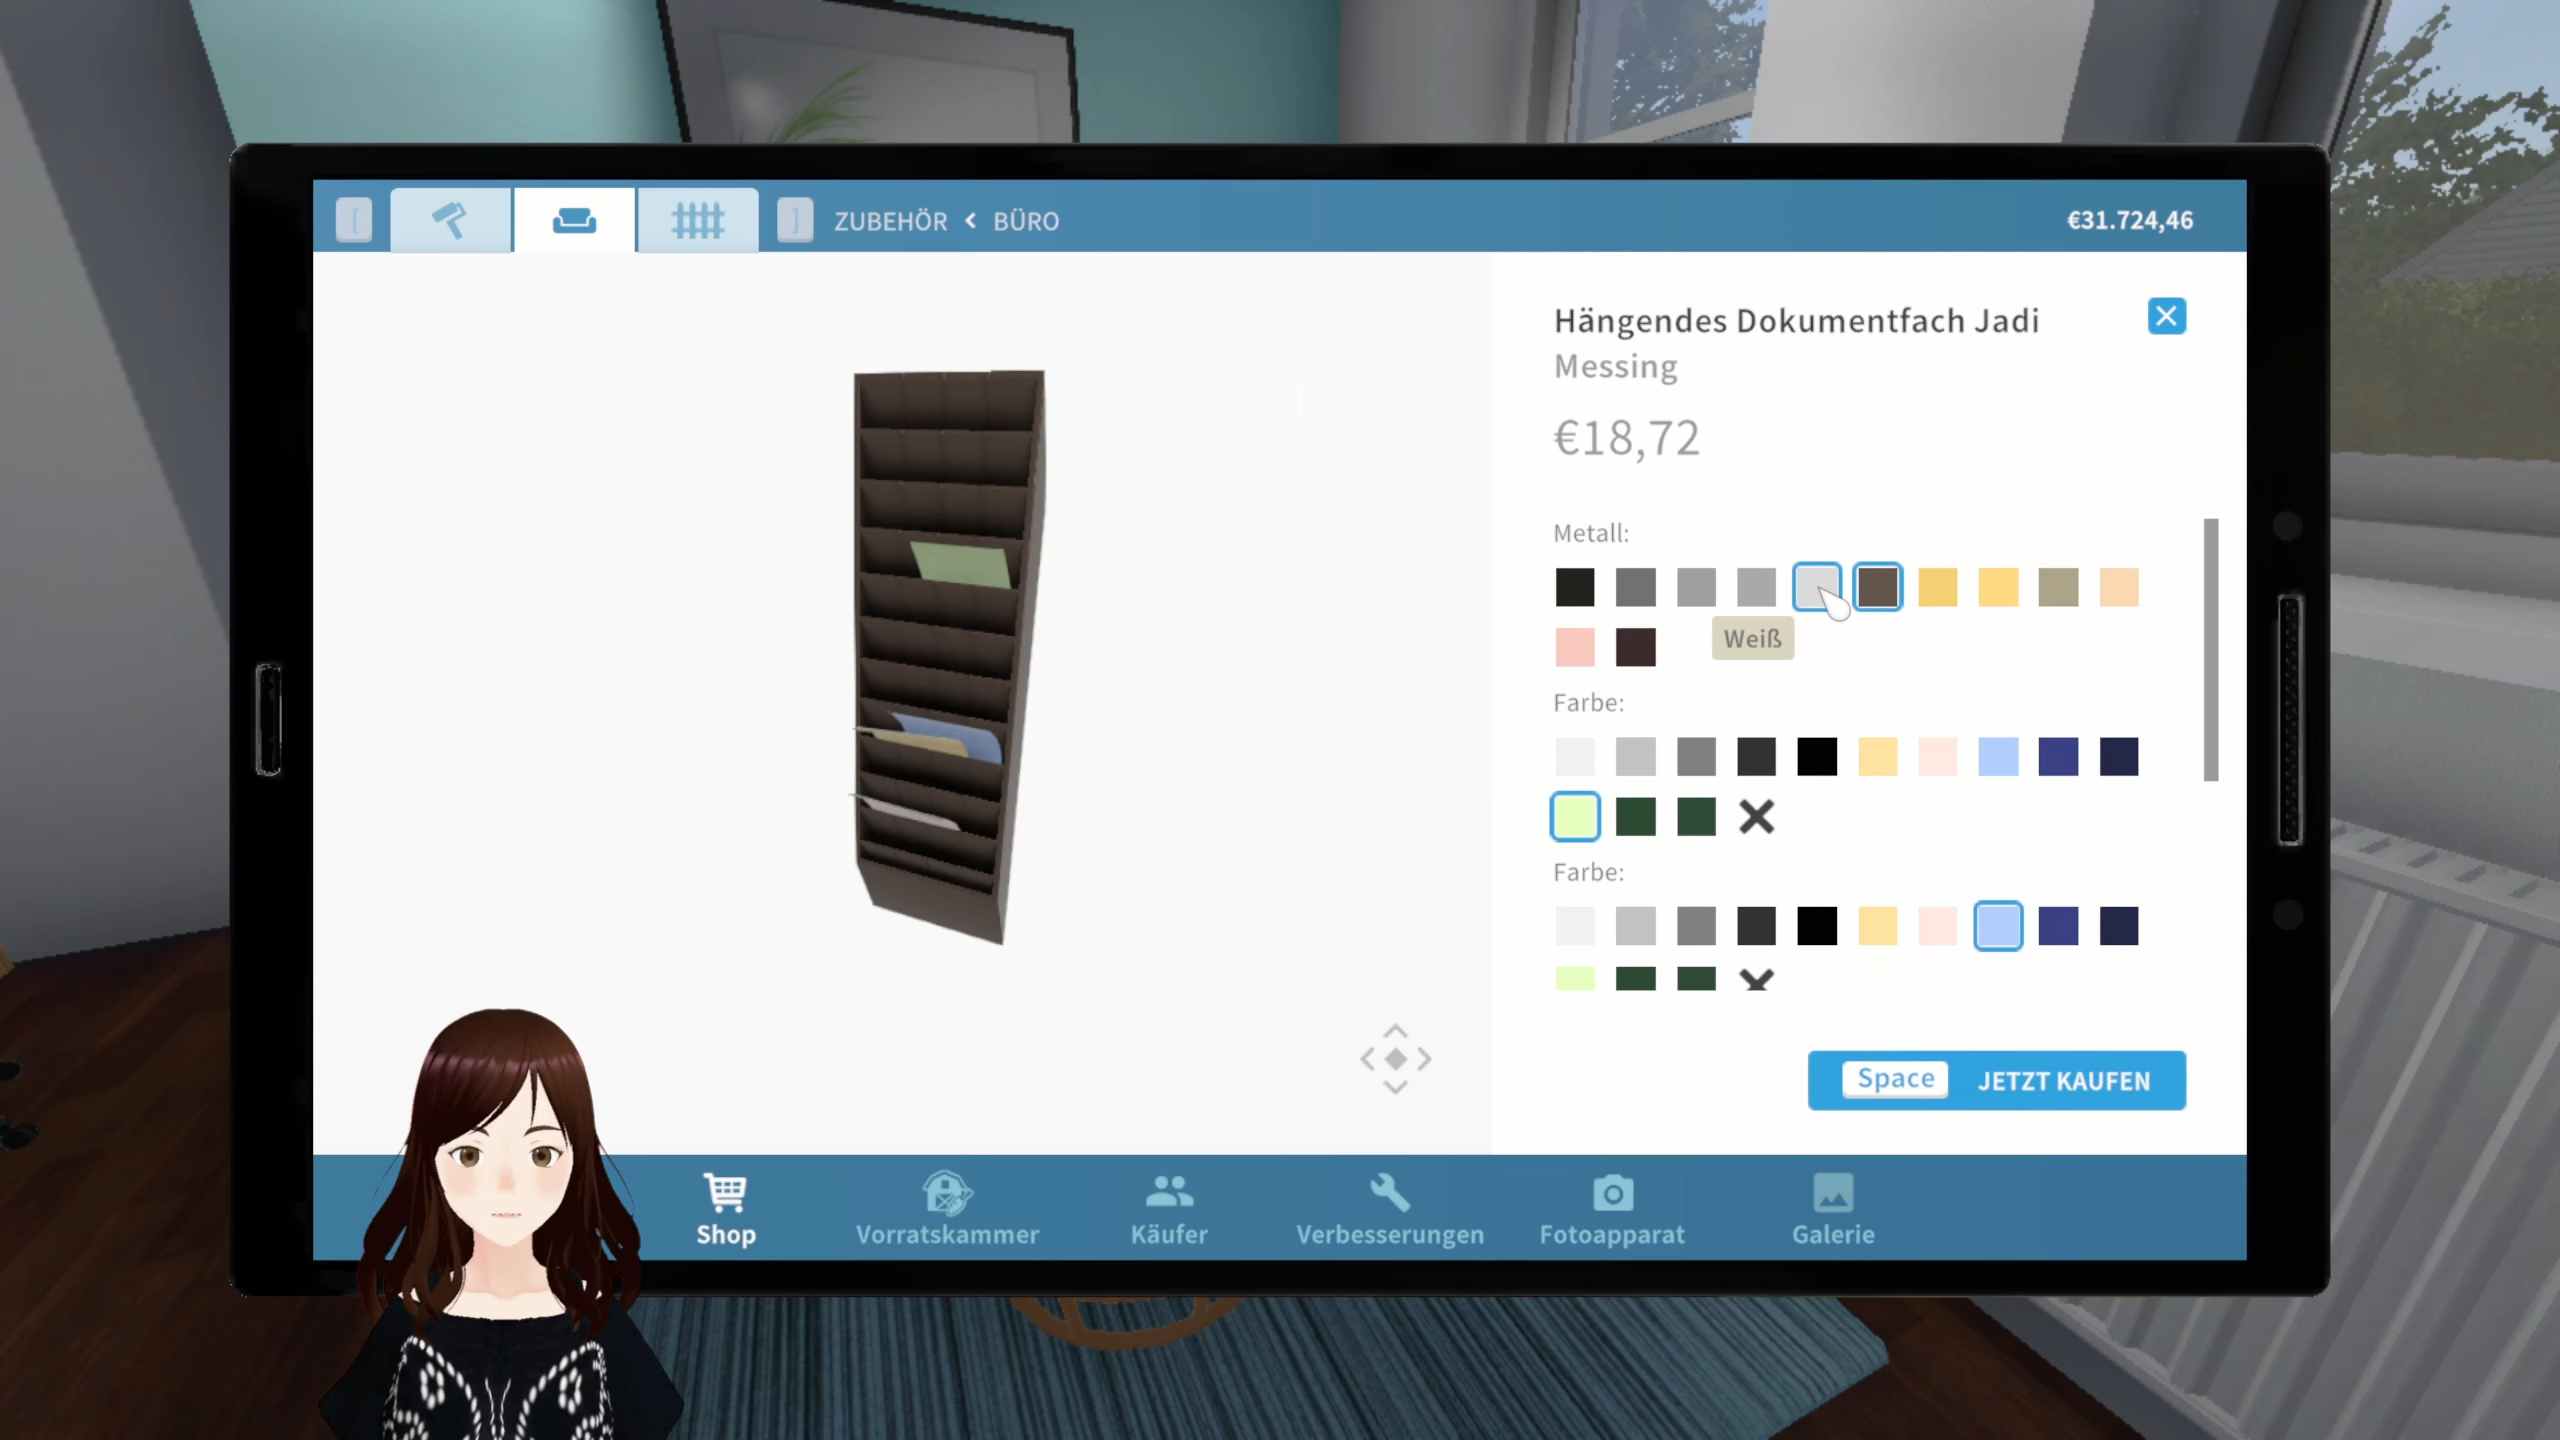 [
]
ZUBEHÖR < BÜRO
€31.724,46
Hängendes Dokumentfach Jadi
Messing
€18,72
Metall:
Weiß
Farbe:
Farbe:
Space JETZT KAUFEN
Shop
Vorratskammer
Käufer
Verbesserungen
Fotoapparat
Galerie